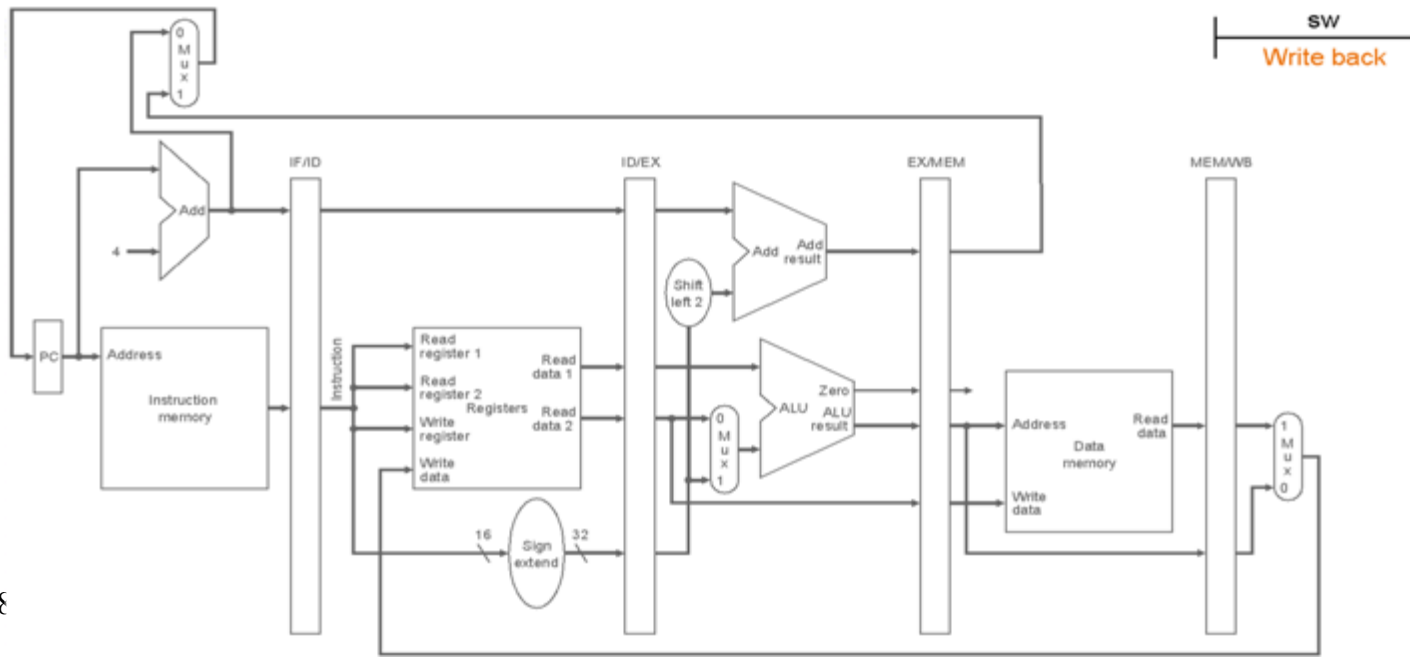 sw
Write back
0
M
u
x
1
IF/ID
ID/EX
EX/MEM
MEM/WB
Add
4
Add
Add
result
Shift
left 2
PC
Address
Instruction
memory
Instruction
Read
register 1
Read
register 2
Write
register
Write
data
Registers
Read
data 1
Read
data 2
0
M
u
x
1
Zero
ALU
ALU
result
Address
Write
data
Data
memory
Read
data
1
M
u
x
0
16
Sign
extend
32